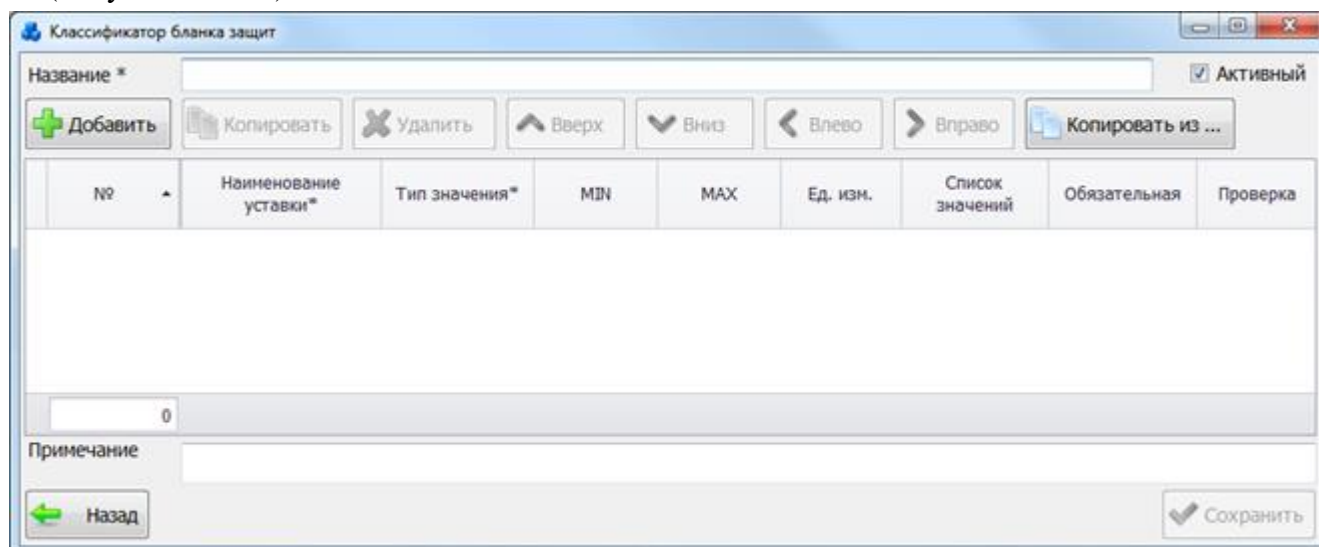 Классификатор бланка защит
Название *
Активный
Добавить Копировать Удалить Вверх Вниз Влево Вправо Копировать из ...
№ Наименование уставки* Тип значения* MIN MAX Ед. изм. Список значений Обязательная Проверка
0
Примечание
Назад Сохранить